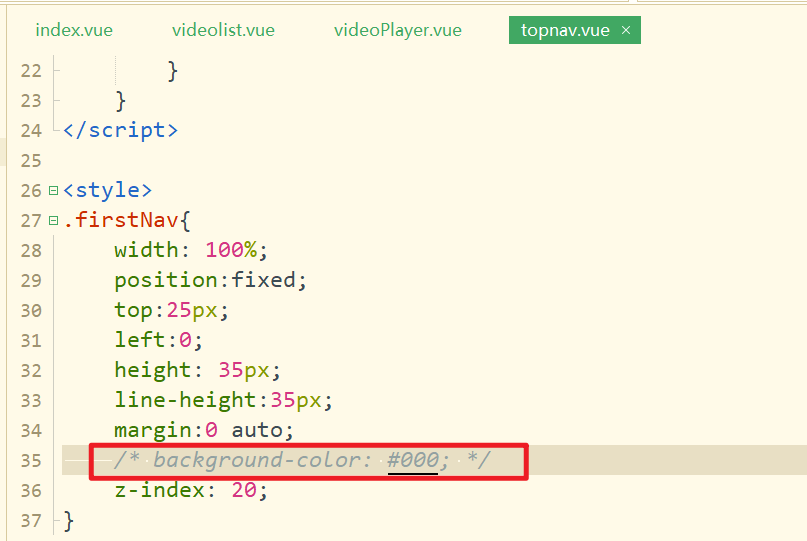 index.vue videolist.vue videoPlayer.vue topnav.vue ×
22 }
23 }
24 </script>
25
26 <style>
27 .firstNav{
28 width: 100%;
29 position:fixed;
30 top:25px;
31 left:0;
32 height: 35px;
33 line-height:35px;
34 margin:0 auto;
35 /* background-color: #000; */
36 z-index: 20;
37 }